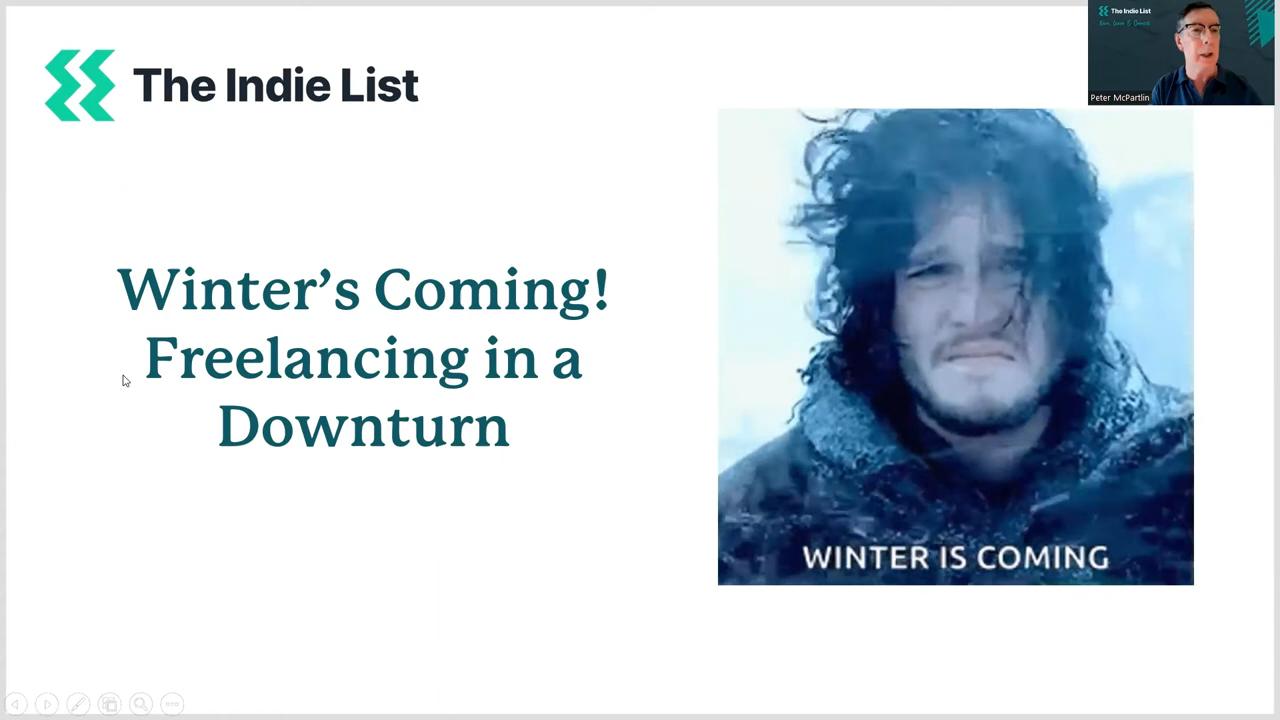 The Indie List
The Indie List
Peter McPartlin
Winter's Coming!
Freelancing in a
Downturn
WINTER IS COMING